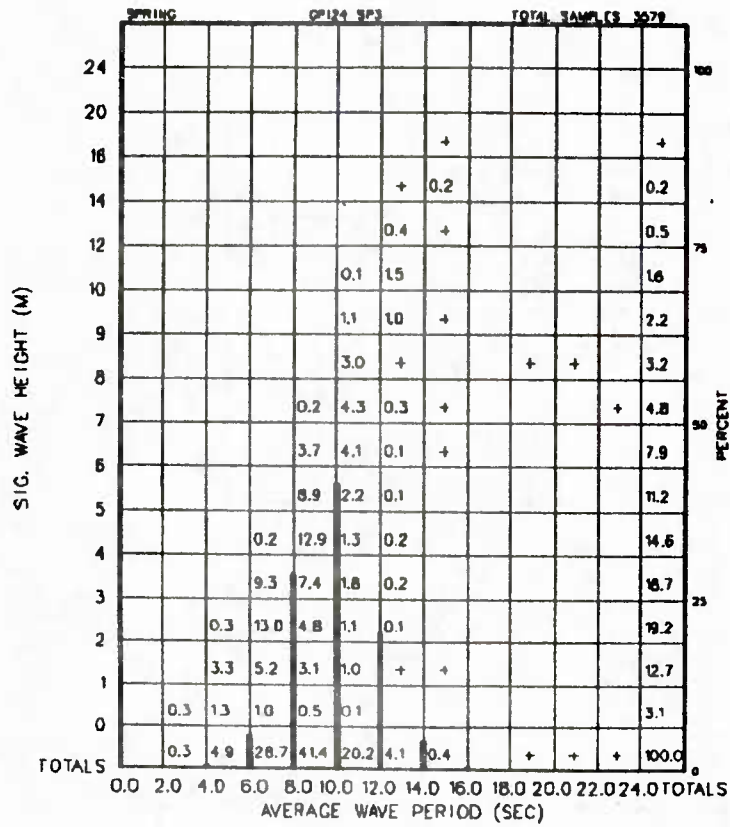 SPRING GP124 SP3 TOTAL SAMPLES 3679
24 100
20
+ +
16
+ 0.2 0.2
14
0.4 + 0.5
12 75
0.1 1.5 1.6
10
1.1 1.0 + 2.2
9
3.0 + + + 3.2
8
0.2 4.3 0.3 + + 4.8
7 50
3.7 4.1 0.1 + 7.9
6
8.9 2.2 0.1 11.2
5
0.2 12.9 1.3 0.2 14.6
4
9.3 7.4 1.8 0.2 18.7
3 25
0.3 13.0 4.8 1.1 0.1 19.2
2
3.3 5.2 3.1 1.0 + + 12.7
1
0.3 1.3 1.0 0.5 0.1 3.1
0
TOTALS 0.3 4.9 28.7 41.4 20.2 4.1 0.4 + + + 100.0 0
0.0 2.0 4.0 6.0 8.0 10.0 12.0 14.0 16.0 18.0 20.0 22.0 24.0 TOTALS
AVERAGE WAVE PERIOD (SEC)
SIG. WAVE HEIGHT (M)
PERCENT